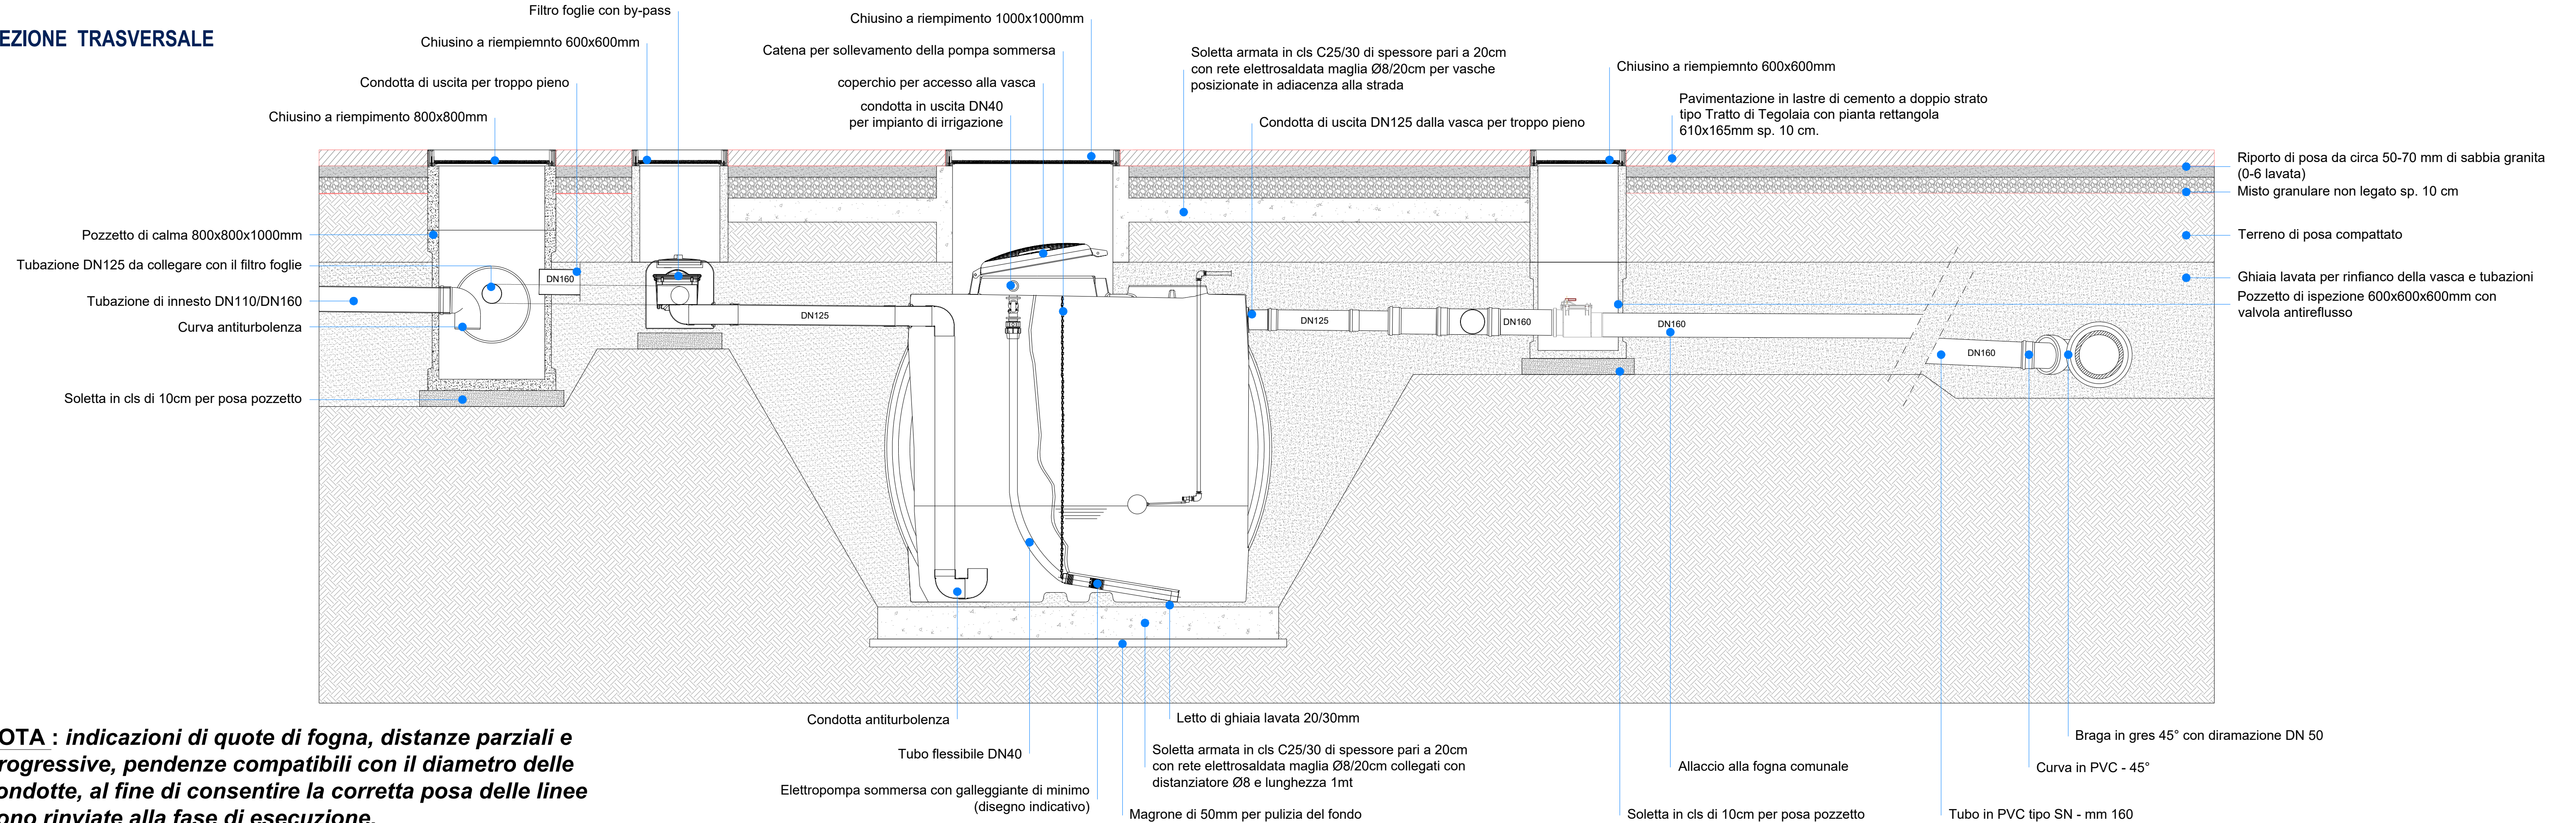 EZIONE TRASVERSALE
Filtro foglie con by-pass
Chiusino a riempiemnto 600x600mm
Condotta di uscita per troppo pieno
Chiusino a riempimento 800x800mm
Chiusino a riempimento 1000x1000mm
Catena per sollevamento della pompa sommersa
coperchio per accesso alla vasca
condotta in uscita DN40
per impianto di irrigazione
Soletta armata in cls C25/30 di spessore pari a 20cm
con rete elettrosaldata maglia Ø8/20cm per vasche
posizionate in adiacenza alla strada
Condotta di uscita DN125 dalla vasca per troppo pieno
Chiusino a riempiemnto 600x600mm
Pavimentazione in lastre di cemento a doppio strato
tipo Tratto di Tegolaia con pianta rettangola
610x165mm sp. 10 cm.
Riporto di posa da circa 50-70 mm di sabbia granita
(0-6 lavata)
Misto granulare non legato sp. 10 cm
Terreno di posa compattato
Ghiaia lavata per rinfianco della vasca e tubazioni
Pozzetto di ispezione 600x600x600mm con
valvola antireflusso
Pozzetto di calma 800x800x1000mm
Tubazione DN125 da collegare con il filtro foglie
Tubazione di innesto DN110/DN160
Curva antiturbolenza
Soletta in cls di 10cm per posa pozzetto
DN160
DN125
DN125
DN160
DN160
DN160
Condotta antiturbolenza
Tubo flessibile DN40
Elettropompa sommersa con galleggiante di minimo
(disegno indicativo)
Letto di ghiaia lavata 20/30mm
Soletta armata in cls C25/30 di spessore pari a 20cm
con rete elettrosaldata maglia Ø8/20cm collegati con
distanziatore Ø8 e lunghezza 1mt
Magrone di 50mm per pulizia del fondo
Allaccio alla fogna comunale
Soletta in cls di 10cm per posa pozzetto
Braga in gres 45° con diramazione DN 50
Curva in PVC - 45°
Tubo in PVC tipo SN - mm 160
OTA : indicazioni di quote di fogna, distanze parziali e
rogressive, pendenze compatibili con il diametro delle
ondotte, al fine di consentire la corretta posa delle linee
ono rinviate alla fase di esecuzione.